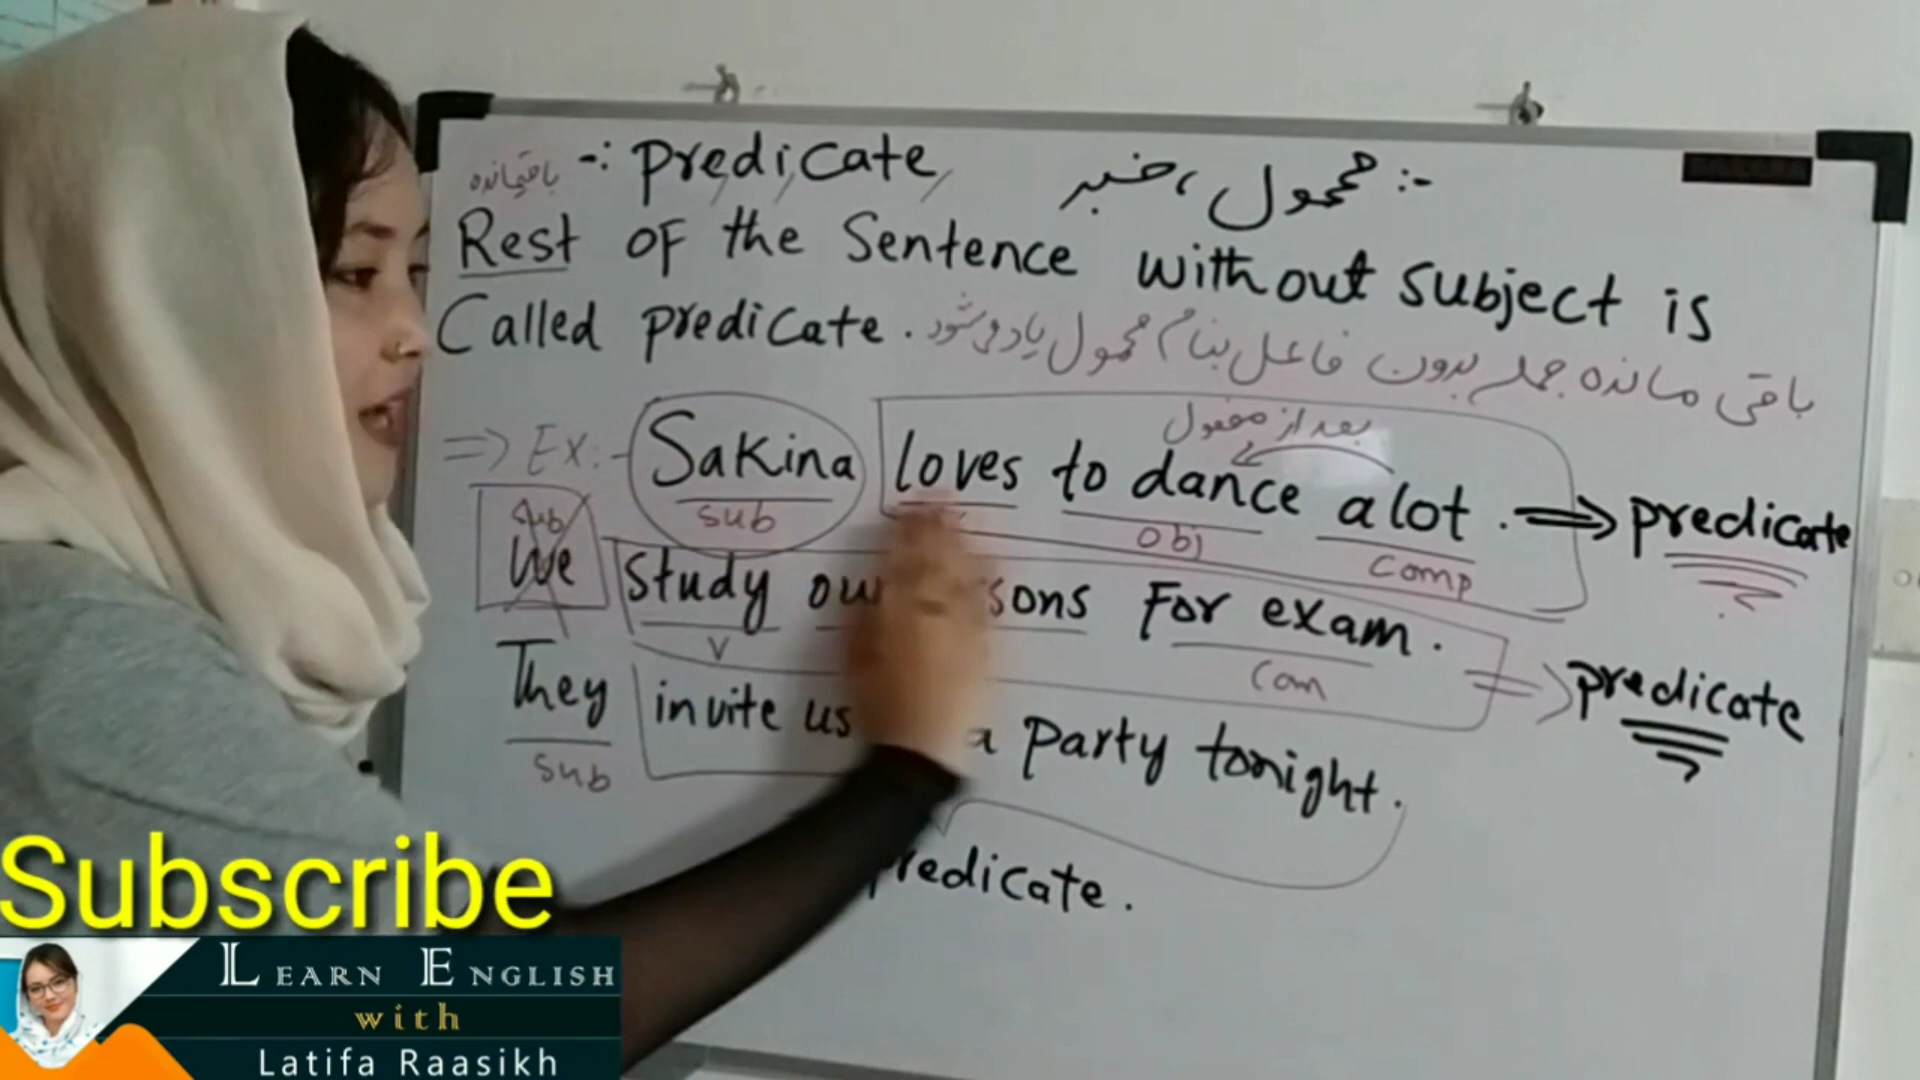 باقیمانده -: predicate, محمول، خبر :-
Rest OF the Sentence without subject is
Called predicate. باقی مانده جمله بدون فاعل بنام محمول یاد می شود
بعد از مفعول
=> Ex:- Sakina loves to dance alot. => predicate
sub obj comp
sub
We study our sons For exam. => predicate
v Com
They invite us a Party tonight.
sub
redicate.
Subscribe
LEARN ENGLISH
with
Latifa Raasikh